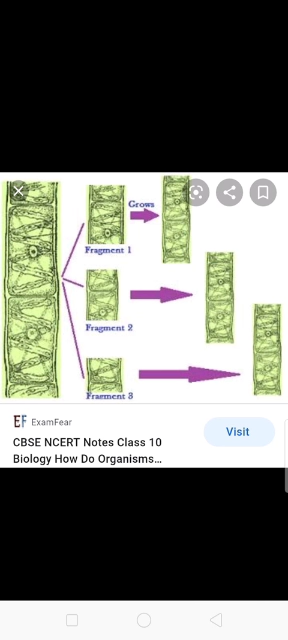 Grows
Fragment 1
Fragment 2
Fragment 3
EF ExamFear
CBSE NCERT Notes Class 10
Biology How Do Organisms...
Visit